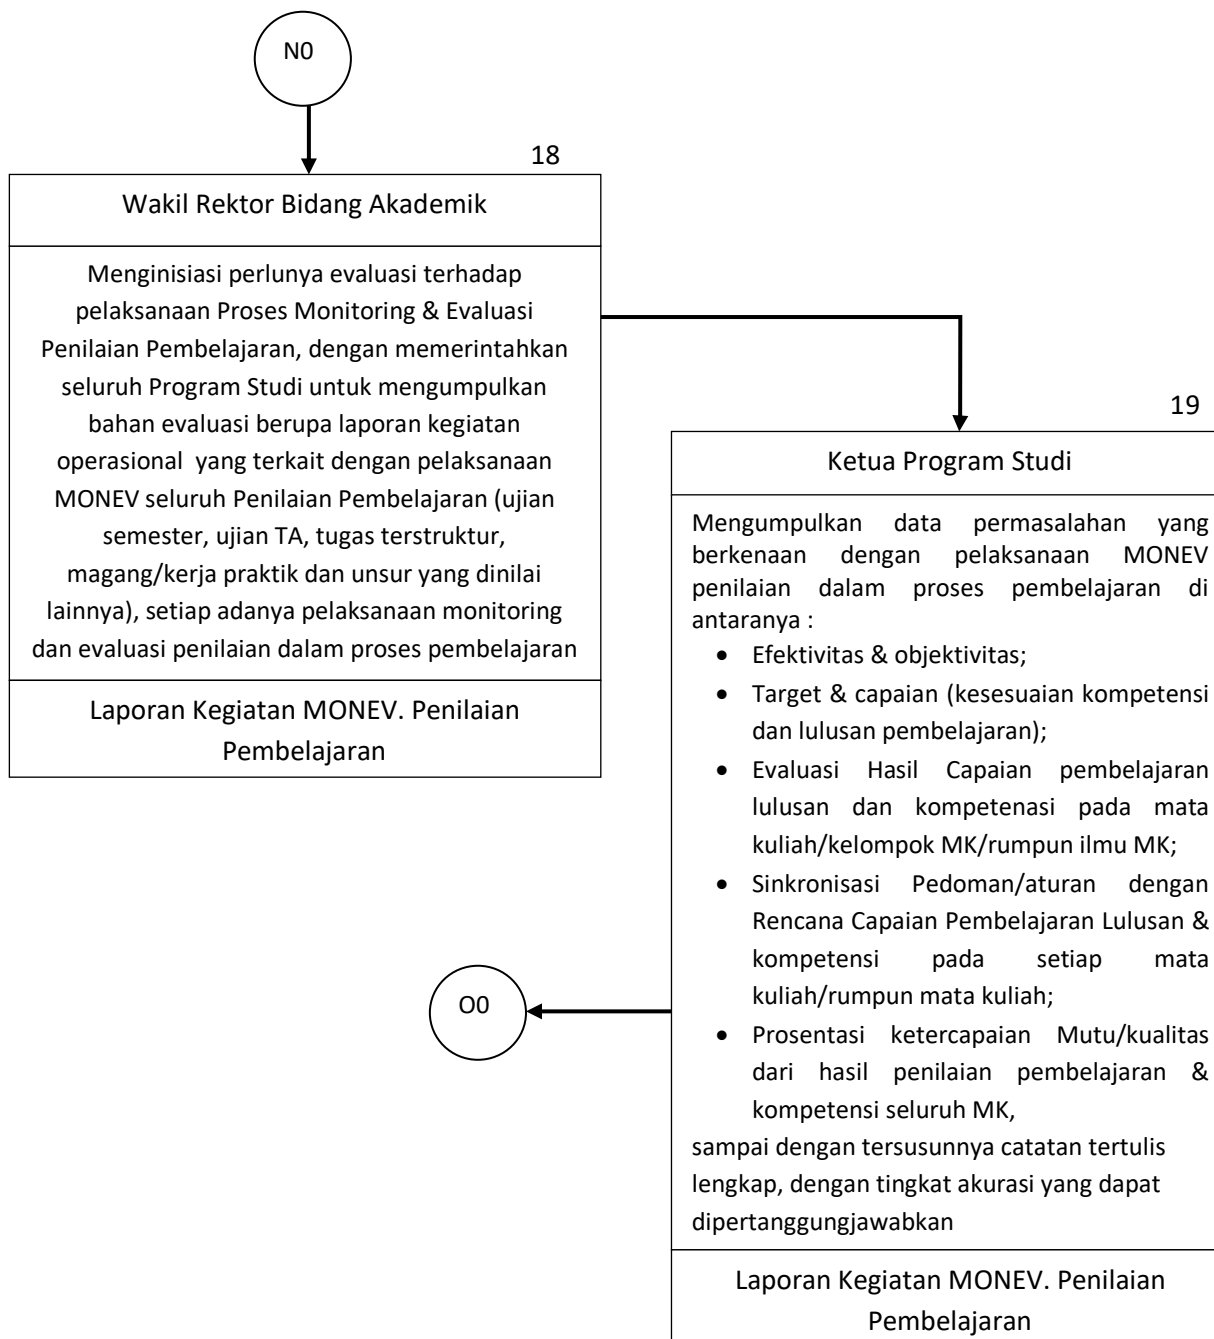 N0
18
Wakil Rektor Bidang Akademik
Menginisiasi perlunya evaluasi terhadap
pelaksanaan Proses Monitoring & Evaluasi
Penilaian Pembelajaran, dengan memerintahkan
seluruh Program Studi untuk mengumpulkan
bahan evaluasi berupa laporan kegiatan
operasional  yang terkait dengan pelaksanaan
MONEV seluruh Penilaian Pembelajaran (ujian
semester, ujian TA, tugas terstruktur,
magang/kerja praktik dan unsur yang dinilai
lainnya), setiap adanya pelaksanaan monitoring
dan evaluasi penilaian dalam proses pembelajaran
Laporan Kegiatan MONEV. Penilaian
Pembelajaran
19
Ketua Program Studi
Mengumpulkan data permasalahan yang
berkenaan dengan pelaksanaan MONEV
penilaian dalam proses pembelajaran di
antaranya :
• Efektivitas & objektivitas;
• Target & capaian (kesesuaian kompetensi
dan lulusan pembelajaran);
• Evaluasi Hasil Capaian pembelajaran
lulusan dan kompetenasi pada mata
kuliah/kelompok MK/rumpun ilmu MK;
• Sinkronisasi Pedoman/aturan dengan
Rencana Capaian Pembelajaran Lulusan &
kompetensi pada setiap mata
kuliah/rumpun mata kuliah;
• Prosentasi ketercapaian Mutu/kualitas
dari hasil penilaian pembelajaran &
kompetensi seluruh MK,
sampai dengan tersusunnya catatan tertulis
lengkap, dengan tingkat akurasi yang dapat
dipertanggungjawabkan
Laporan Kegiatan MONEV. Penilaian
Pembelajaran
O0